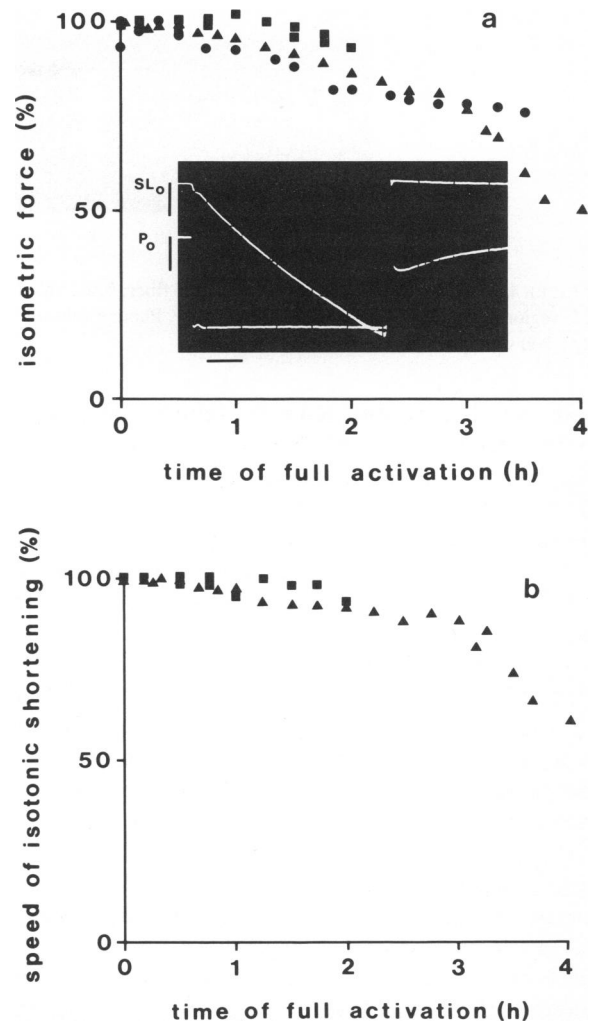 a
100
50
0
isometric force (%)
SLo
Po
0 1 2 3 4
time of full activation (h)
b
100
50
0
speed of isotonic shortening (%)
0 1 2 3 4
time of full activation (h)